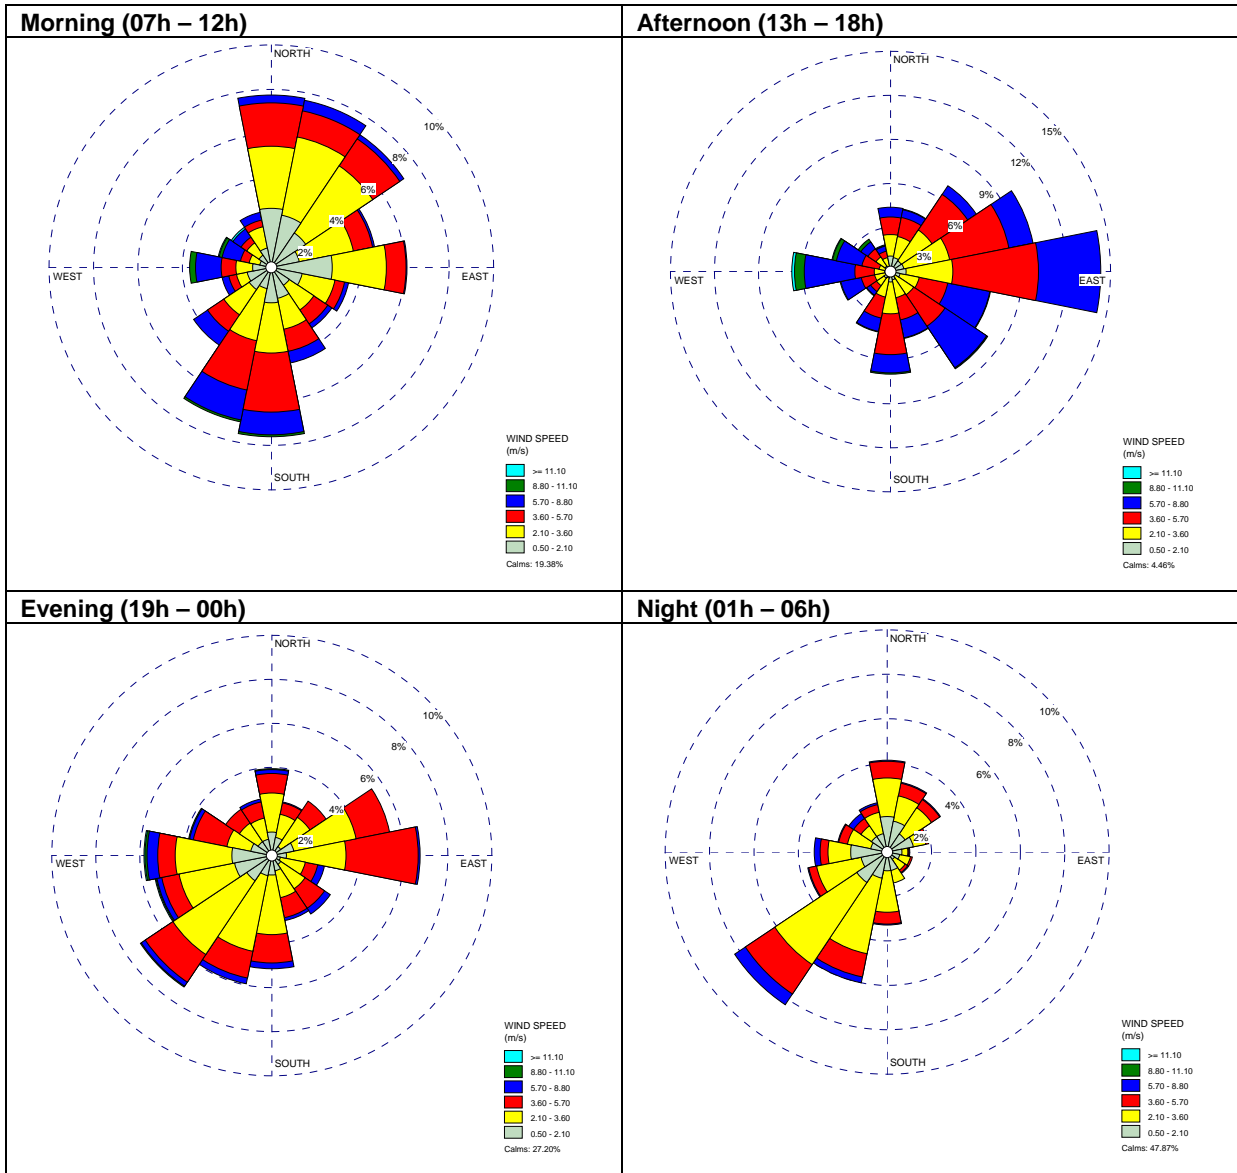 Morning (07h – 12h)
NORTH
10%
8%
6%
4%
2%
WEST
EAST
SOUTH
WIND SPEED
(m/s)
>= 11.10
8.80 - 11.10
5.70 - 8.80
3.60 - 5.70
2.10 - 3.60
0.50 - 2.10
Calms: 19.38%
Afternoon (13h – 18h)
NORTH
15%
12%
9%
6%
3%
WEST
EAST
SOUTH
WIND SPEED
(m/s)
>= 11.10
8.80 - 11.10
5.70 - 8.80
3.60 - 5.70
2.10 - 3.60
0.50 - 2.10
Calms: 4.46%
Evening (19h – 00h)
NORTH
10%
8%
6%
4%
2%
WEST
EAST
SOUTH
WIND SPEED
(m/s)
>= 11.10
8.80 - 11.10
5.70 - 8.80
3.60 - 5.70
2.10 - 3.60
0.50 - 2.10
Calms: 27.20%
Night (01h – 06h)
NORTH
10%
8%
6%
4%
2%
WEST
EAST
SOUTH
WIND SPEED
(m/s)
>= 11.10
8.80 - 11.10
5.70 - 8.80
3.60 - 5.70
2.10 - 3.60
0.50 - 2.10
Calms: 47.87%